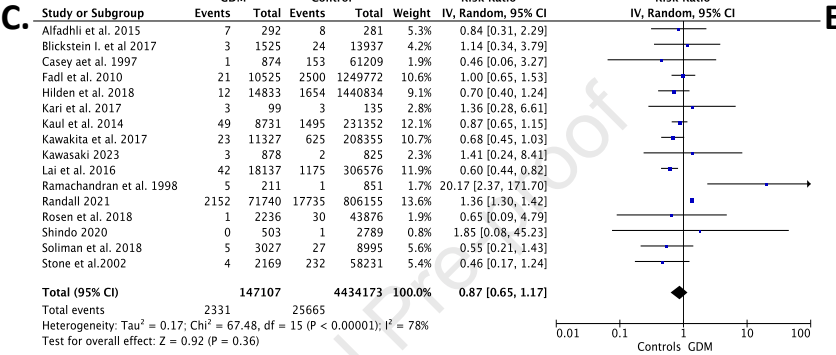 C.
GDM Control Risk Ratio Risk Ratio
Study or Subgroup Events Total Events Total Weight IV, Random, 95% CI IV, Random, 95% CI
Alfadhli et al. 2015 7 292 8 281 5.3% 0.84 [0.31, 2.29]
Blickstein I. et al 2017 3 1525 24 13937 4.2% 1.14 [0.34, 3.79]
Casey aet al. 1997 1 874 153 61209 2.0% 0.46 [0.06, 3.27]
Fadl et al. 2010 21 10525 2500 1249772 10.7% 1.00 [0.65, 1.53]
Hilden et al. 2018 12 14833 1654 1440834 9.1% 0.70 [0.40, 1.24]
Kari et al. 2017 3 99 3 135 2.8% 1.36 [0.28, 6.61]
Kaul et al. 2014 49 8731 1495 231352 12.1% 0.87 [0.65, 1.15]
Kawakita et al. 2017 23 11327 625 208355 10.7% 0.68 [0.45, 1.03]
Kawasaki 2023 3 878 2 825 2.3% 1.41 [0.24, 8.41]
Lai et al. 2016 42 18137 1175 306576 11.9% 0.60 [0.44, 0.82]
Ramachandran et al. 1998 5 211 1 851 1.7% 20.17 [2.37, 171.70]
Randall 2021 2152 71740 17735 806155 13.6% 1.36 [1.30, 1.42]
Rosen et al. 2018 1 2236 30 43876 1.9% 0.65 [0.09, 4.79]
Shindo 2020 0 503 1 2789 0.8% 1.85 [0.08, 45.23]
Soliman et al. 2018 5 3027 27 8995 5.6% 0.55 [0.21, 1.43]
Stone et al.2002 4 2169 232 58231 5.4% 0.46 [0.17, 1.24]
Total (95% CI) 147107 4434173 100.0% 0.87 [0.65, 1.17]
Total events 2331 25665
Heterogeneity: Tau² = 0.17; Chi² = 67.48, df = 15 (P < 0.00001); I² = 78%
Test for overall effect: Z = 0.92 (P = 0.36)
0.01 0.1 1 10 100
Controls GDM
Pre-proof